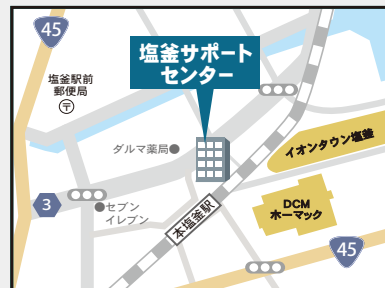 45
塩釜サポート
センター
塩釜駅前
郵便局
〒
ダルマ薬局
イオンタウン塩釜
3
セブン
イレブン
本塩釜駅
DCM
ホーマック
45